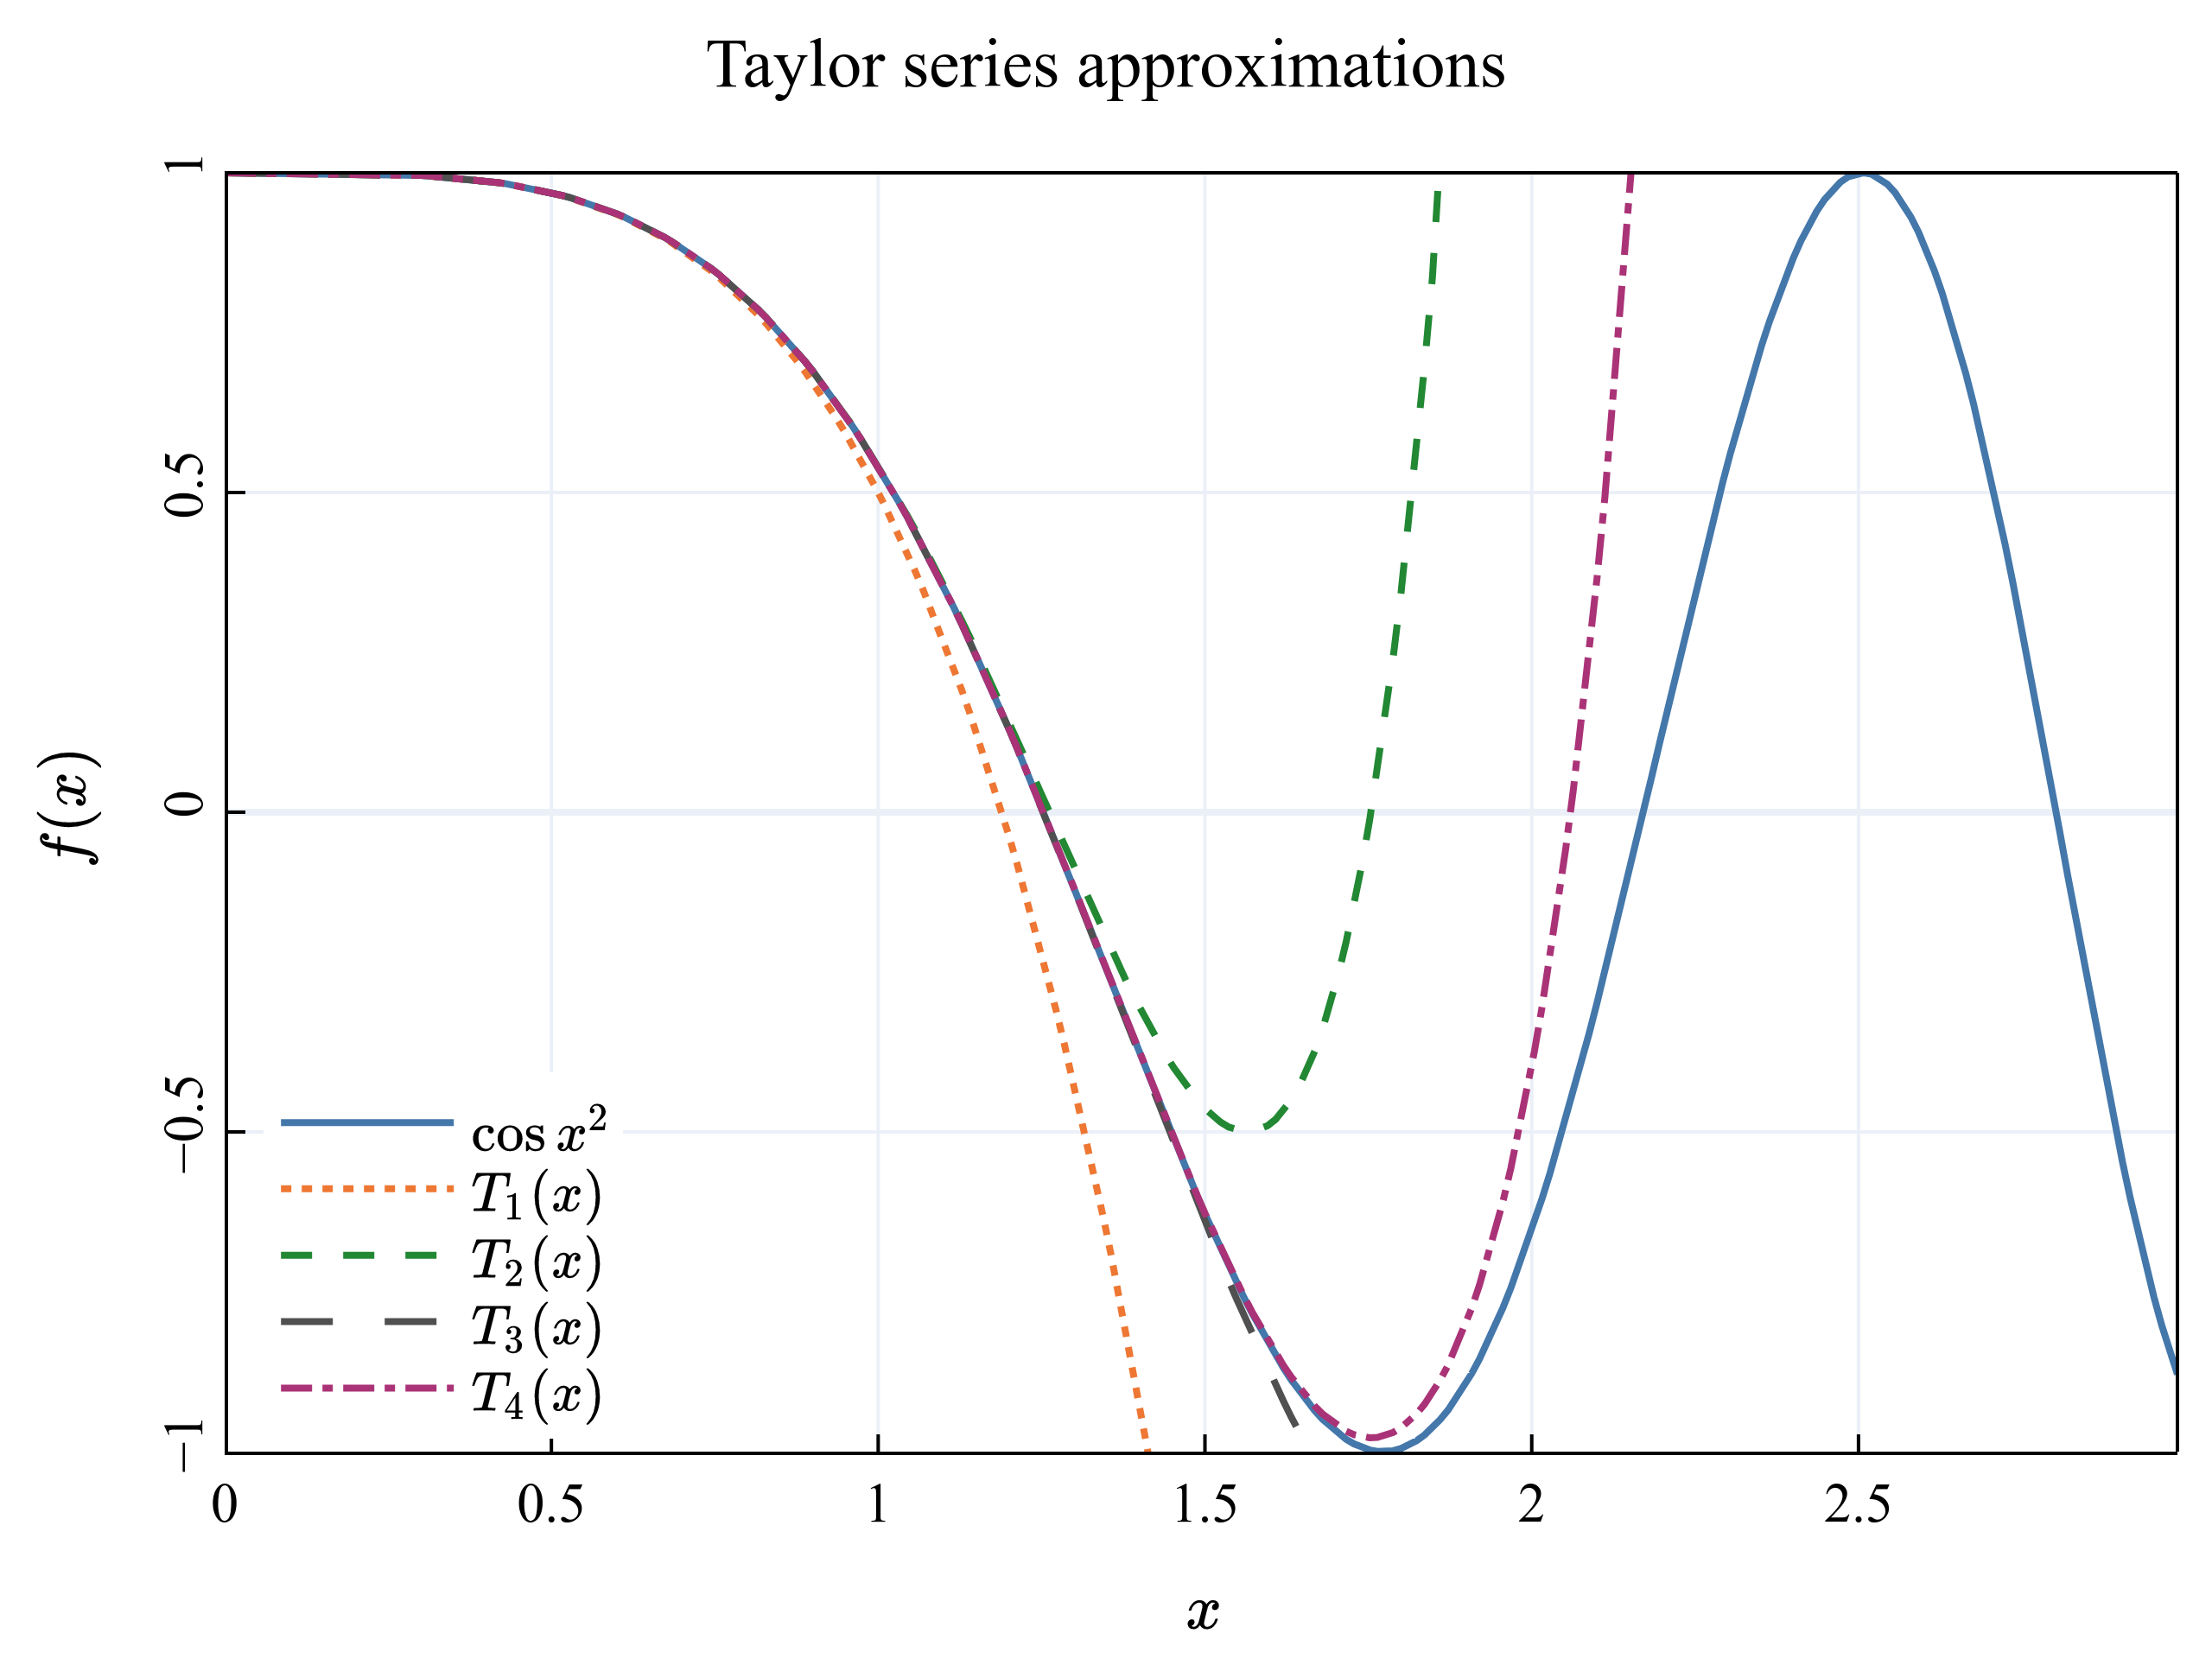 Taylor series approximations
1
0.5
0
−0.5
−1
f(x)
cos x²
T₁(x)
T₂(x)
T₃(x)
T₄(x)
0 0.5 1 1.5 2 2.5
x